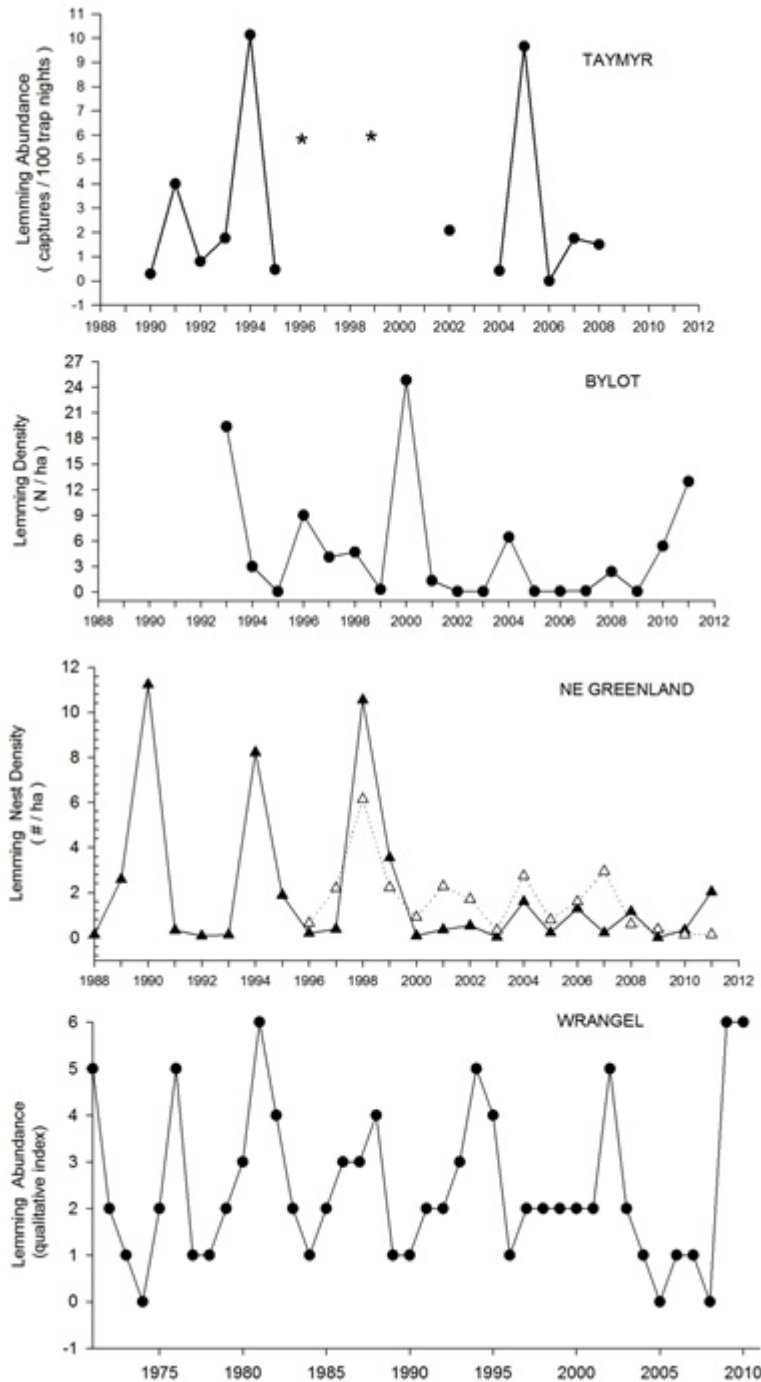 TAYMYR
Lemming Abundance
( captures / 100 trap nights )
11
10
9
8
7
6
5
4
3
2
1
0
-1
* *
1988 1990 1992 1994 1996 1998 2000 2002 2004 2006 2008 2010 2012
BYLOT
Lemming Density
( N / ha )
27
24
21
18
15
12
9
6
3
0
1988 1990 1992 1994 1996 1998 2000 2002 2004 2006 2008 2010 2012
NE GREENLAND
Lemming Nest Density
( # / ha )
12
10
8
6
4
2
0
1988 1990 1992 1994 1996 1998 2000 2002 2004 2006 2008 2010 2012
WRANGEL
Lemming Abundance
(qualitative index)
6
5
4
3
2
1
0
-1
1975 1980 1985 1990 1995 2000 2005 2010